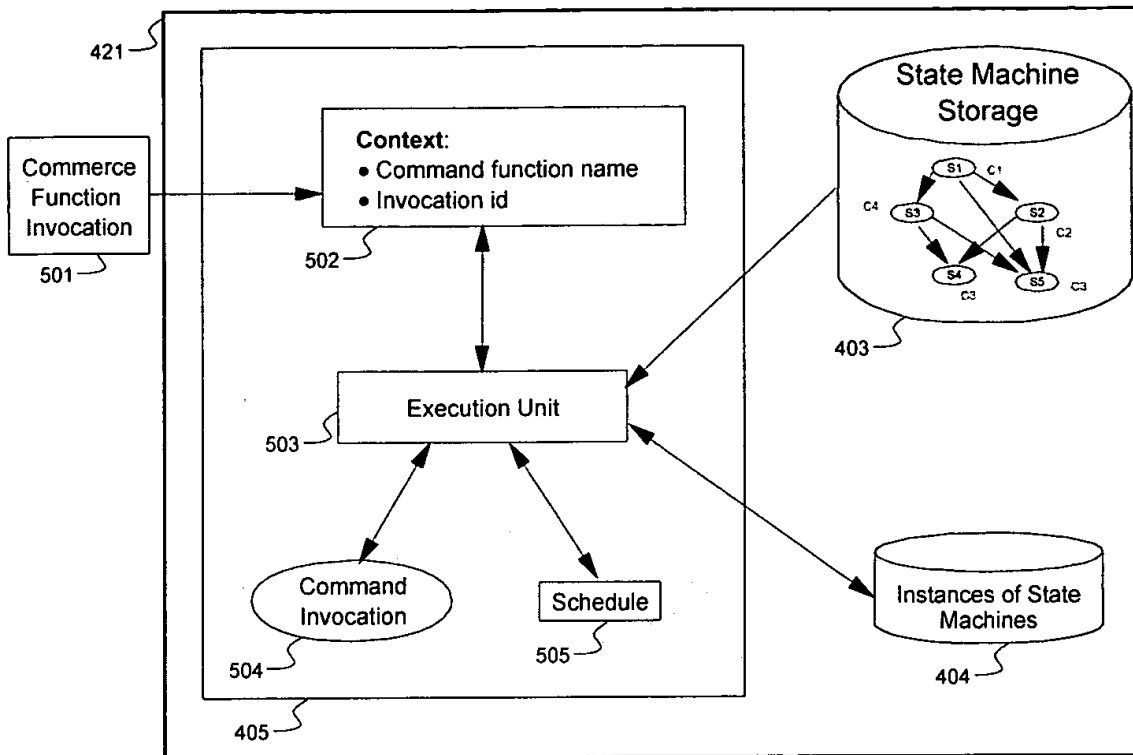 421
Commerce
Function
Invocation
501
Context:
• Command function name
• Invocation id
502
State Machine
Storage
S1
C1
C4
S3
S2
C2
S4
C3
S5
C3
403
Execution Unit
503
Command
Invocation
504
Schedule
505
Instances of State
Machines
404
405